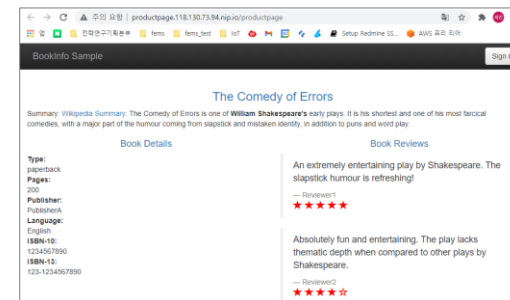 주의 요함 | productpage.118.130.73.94.nip.io/productpage
앱 전략연구기획본부 fems fems_test IoT Setup Redmine SS... AWS 프리 티어
BookInfo Sample
Sign
The Comedy of Errors
Summary: Wikipedia Summary: The Comedy of Errors is one of William Shakespeare's early plays. It is his shortest and one of his most farcical
comedies, with a major part of the humour coming from slapstick and mistaken identity, in addition to puns and word play.
Book Details
Type:
paperback
Pages:
200
Publisher:
PublisherA
Language:
English
ISBN-10:
1234567890
ISBN-13:
123-1234567890
Book Reviews
An extremely entertaining play by Shakespeare. The
slapstick humour is refreshing!
— Reviewer1
Absolutely fun and entertaining. The play lacks
thematic depth when compared to other plays by
Shakespeare.
— Reviewer2